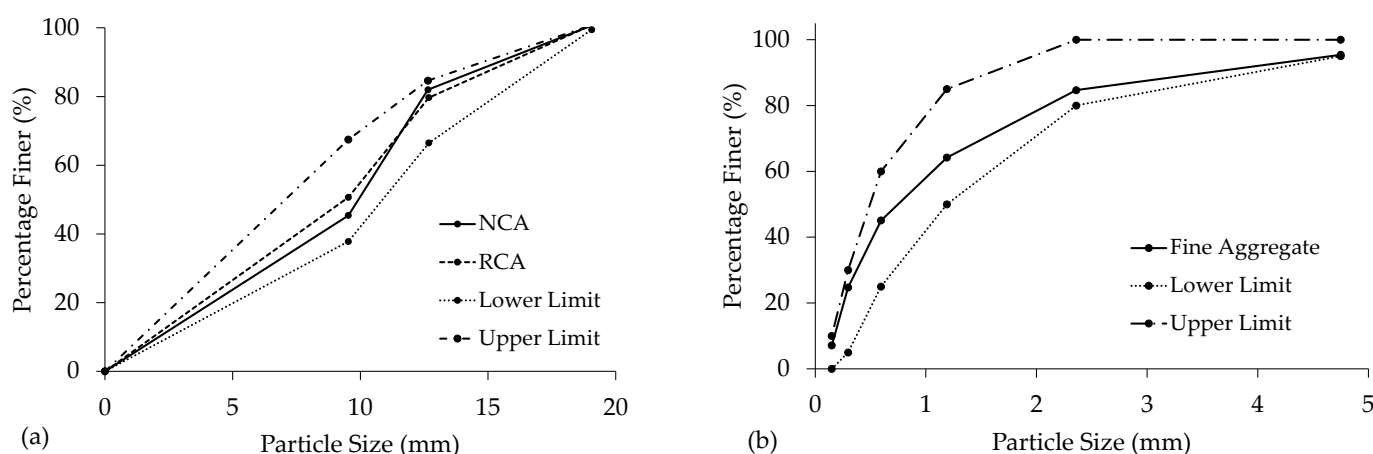 100
80
60
40
20
0
Percentage Finer (%)
NCA
RCA
Lower Limit
Upper Limit
0 5 10 15 20
Particle Size (mm)
(a)
100
80
60
40
20
0
Percentage Finer (%)
Fine Aggregate
Lower Limit
Upper Limit
0 1 2 3 4 5
Particle Size (mm)
(b)